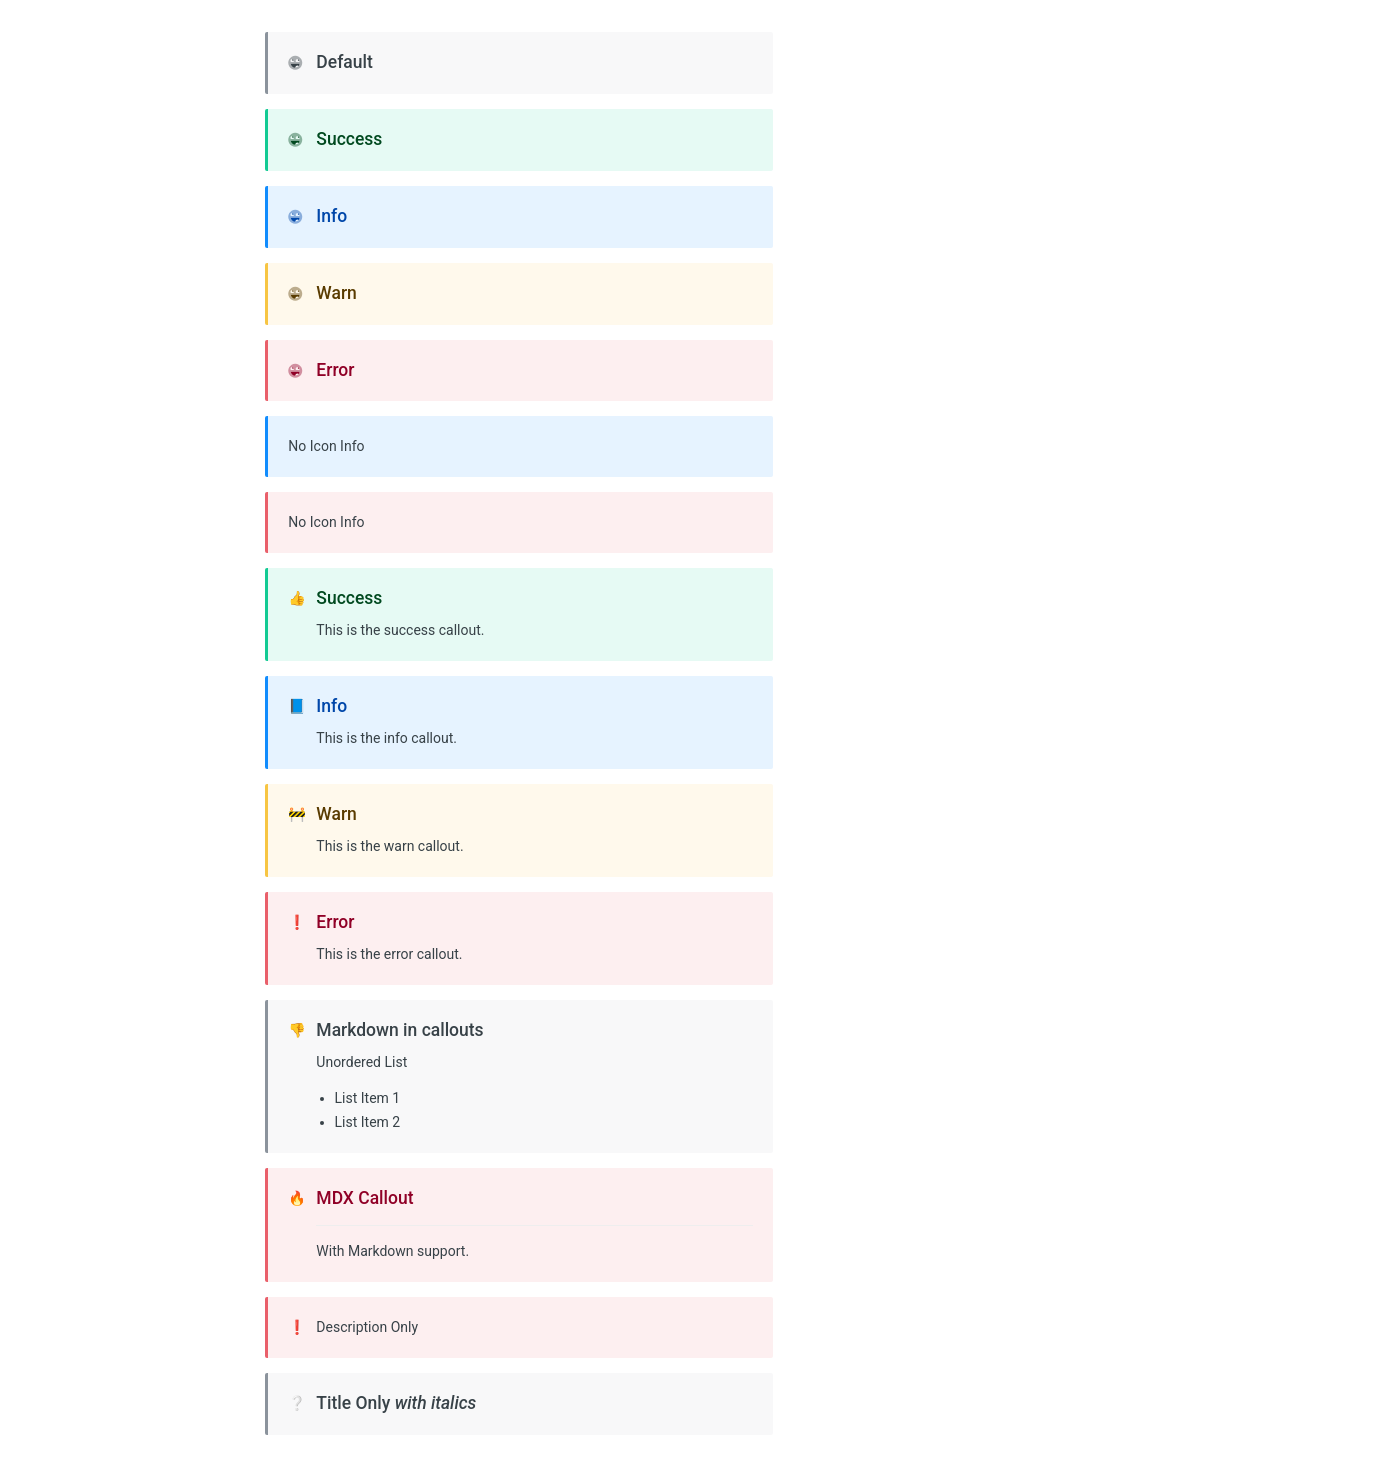 Default
Success
Info
Warn
Error
No Icon Info
No Icon Info
Success
This is the success callout.
Info
This is the info callout.
Warn
This is the warn callout.
Error
This is the error callout.
Markdown in callouts
Unordered List
List Item 1
List Item 2
MDX Callout
With Markdown support.
Description Only
Title Only with italics